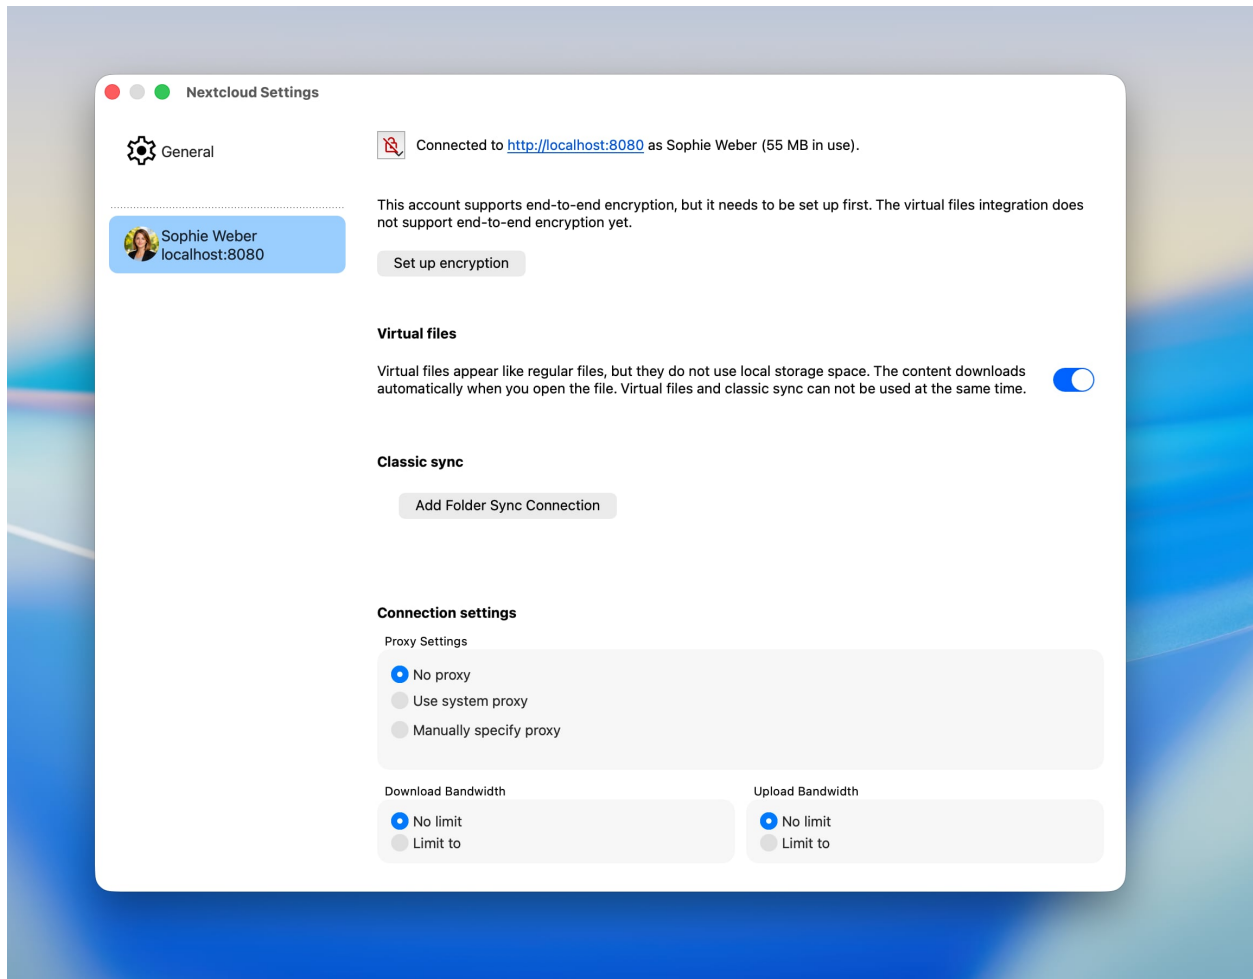 Nextcloud Settings
General
Sophie Weber
localhost:8080
Connected to http://localhost:8080 as Sophie Weber (55 MB in use).
This account supports end-to-end encryption, but it needs to be set up first. The virtual files integration does
not support end-to-end encryption yet.
Set up encryption
Virtual files
Virtual files appear like regular files, but they do not use local storage space. The content downloads
automatically when you open the file. Virtual files and classic sync can not be used at the same time.
Classic sync
Add Folder Sync Connection
Connection settings
Proxy Settings
No proxy
Use system proxy
Manually specify proxy
Download Bandwidth
No limit
Limit to
Upload Bandwidth
No limit
Limit to